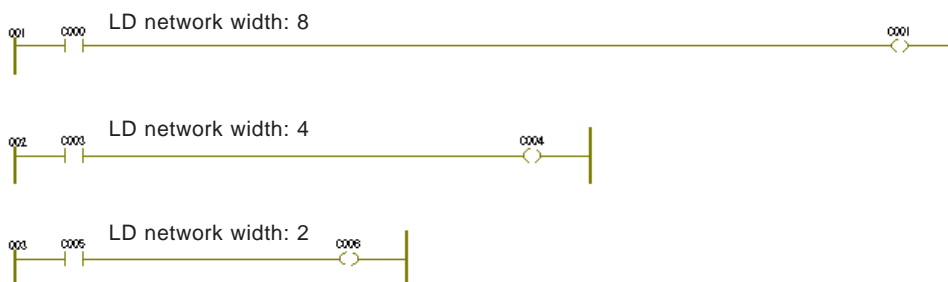 LD network width: 8
001 C000 C001
LD network width: 4
002 C003 C004
LD network width: 2
003 C005 C006